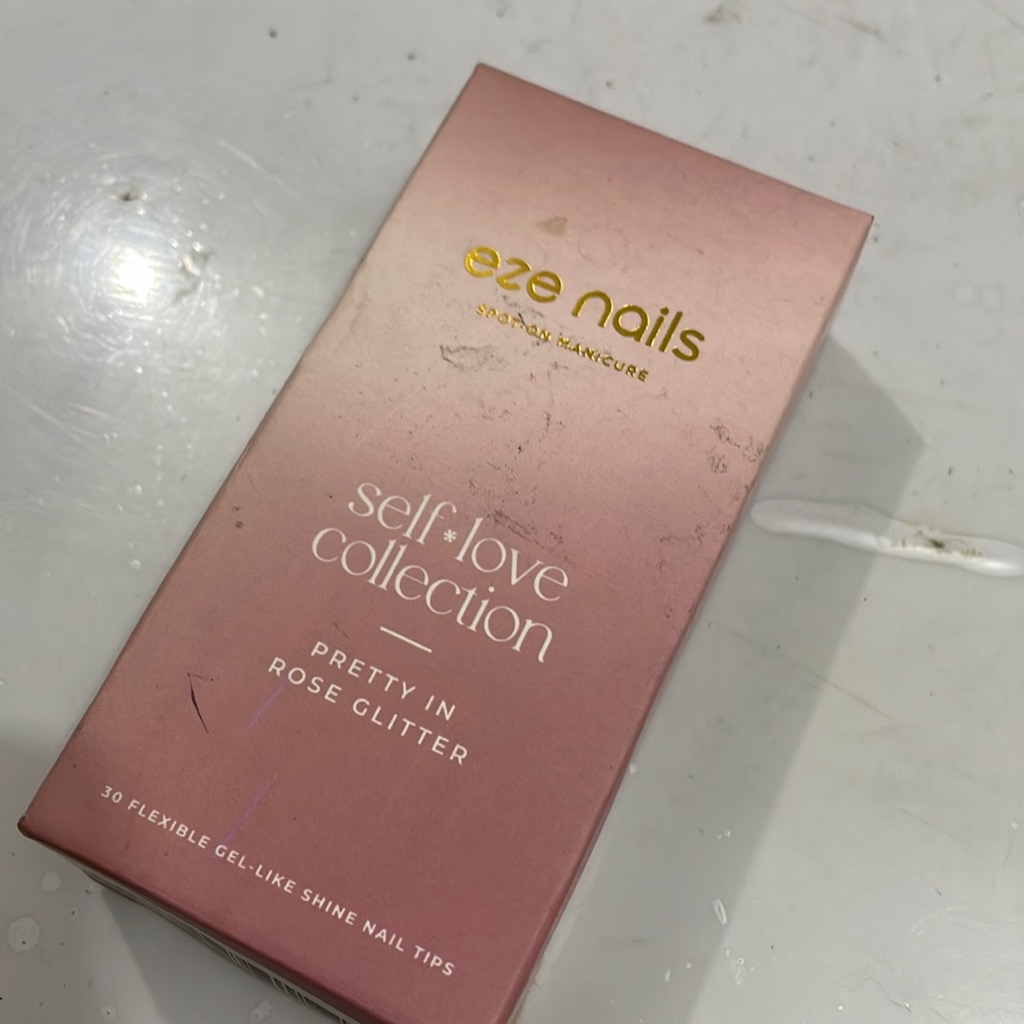 eze nails
SPOT-ON MANICURE
self*love
collection
PRETTY IN
ROSE GLITTER
30 FLEXIBLE GEL-LIKE SHINE NAIL TIPS